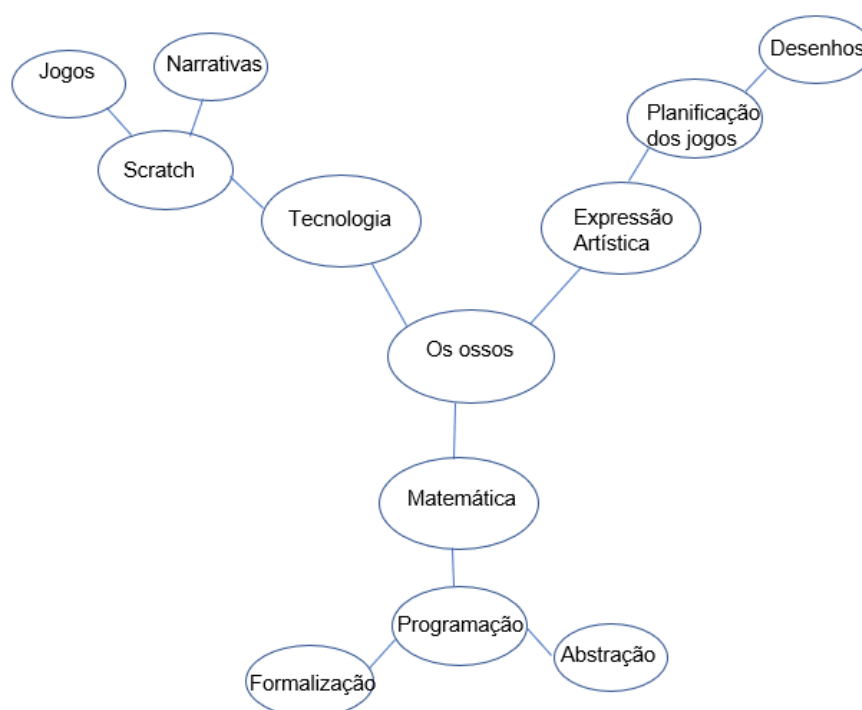 Jogos
Narrativas
Scratch
Tecnologia
Desenhos
Planificação
dos jogos
Expressão
Artística
Os ossos
Matemática
Programação
Formalização
Abstração